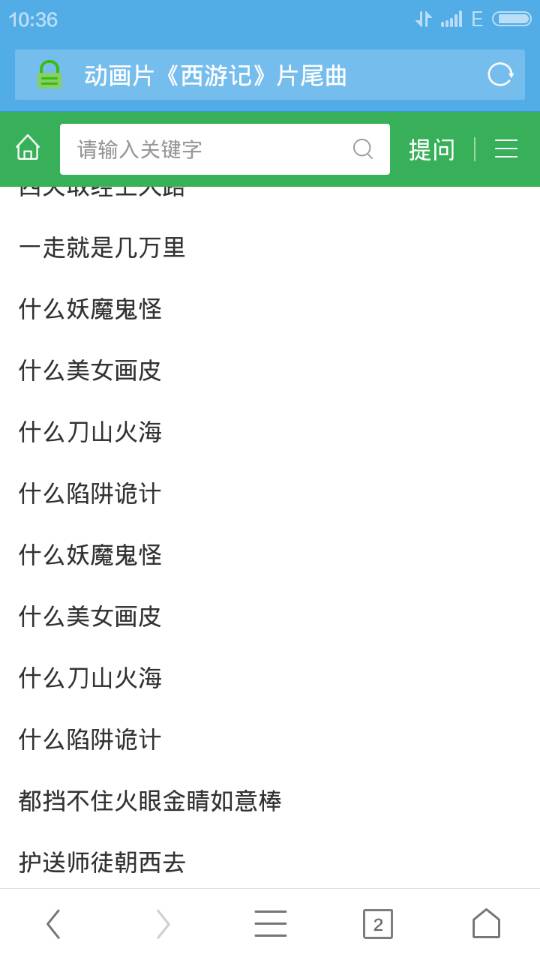 10:36
E
动画片《西游记》片尾曲
请输入关键字
提问
一走就是几万里
什么妖魔鬼怪
什么美女画皮
什么刀山火海
什么陷阱诡计
什么妖魔鬼怪
什么美女画皮
什么刀山火海
什么陷阱诡计
都挡不住火眼金睛如意棒
护送师徒朝西去
2